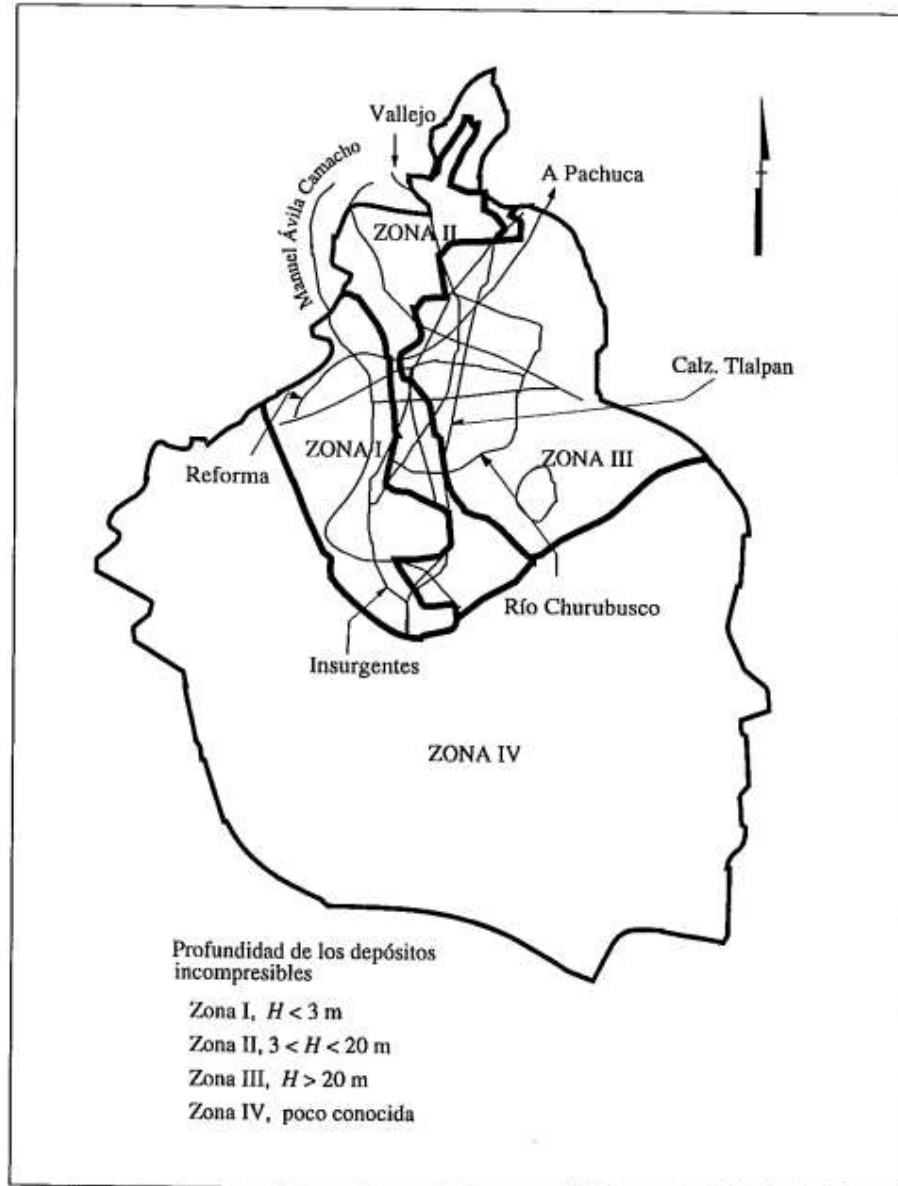 Vallejo
Manuel Ávila Camacho
A Pachuca
ZONA II
Calz. Tlalpan
ZONA I
ZONA III
Reforma
Río Churubusco
Insurgentes
ZONA IV
Profundidad de los depósitos
incompresibles
Zona I, H < 3 m
Zona II, 3 < H < 20 m
Zona III, H > 20 m
Zona IV, poco conocida